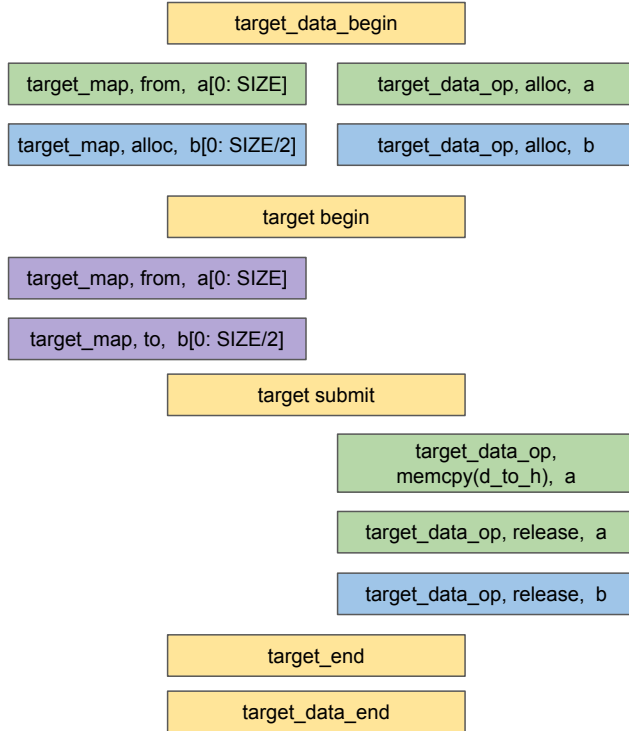 target_data_begin
target_map, from, a[0: SIZE]
target_data_op, alloc, a
target_map, alloc, b[0: SIZE/2]
target_data_op, alloc, b
target begin
target_map, from, a[0: SIZE]
target_map, to, b[0: SIZE/2]
target submit
target_data_op,
memcpy(d_to_h), a
target_data_op, release, a
target_data_op, release, b
target_end
target_data_end